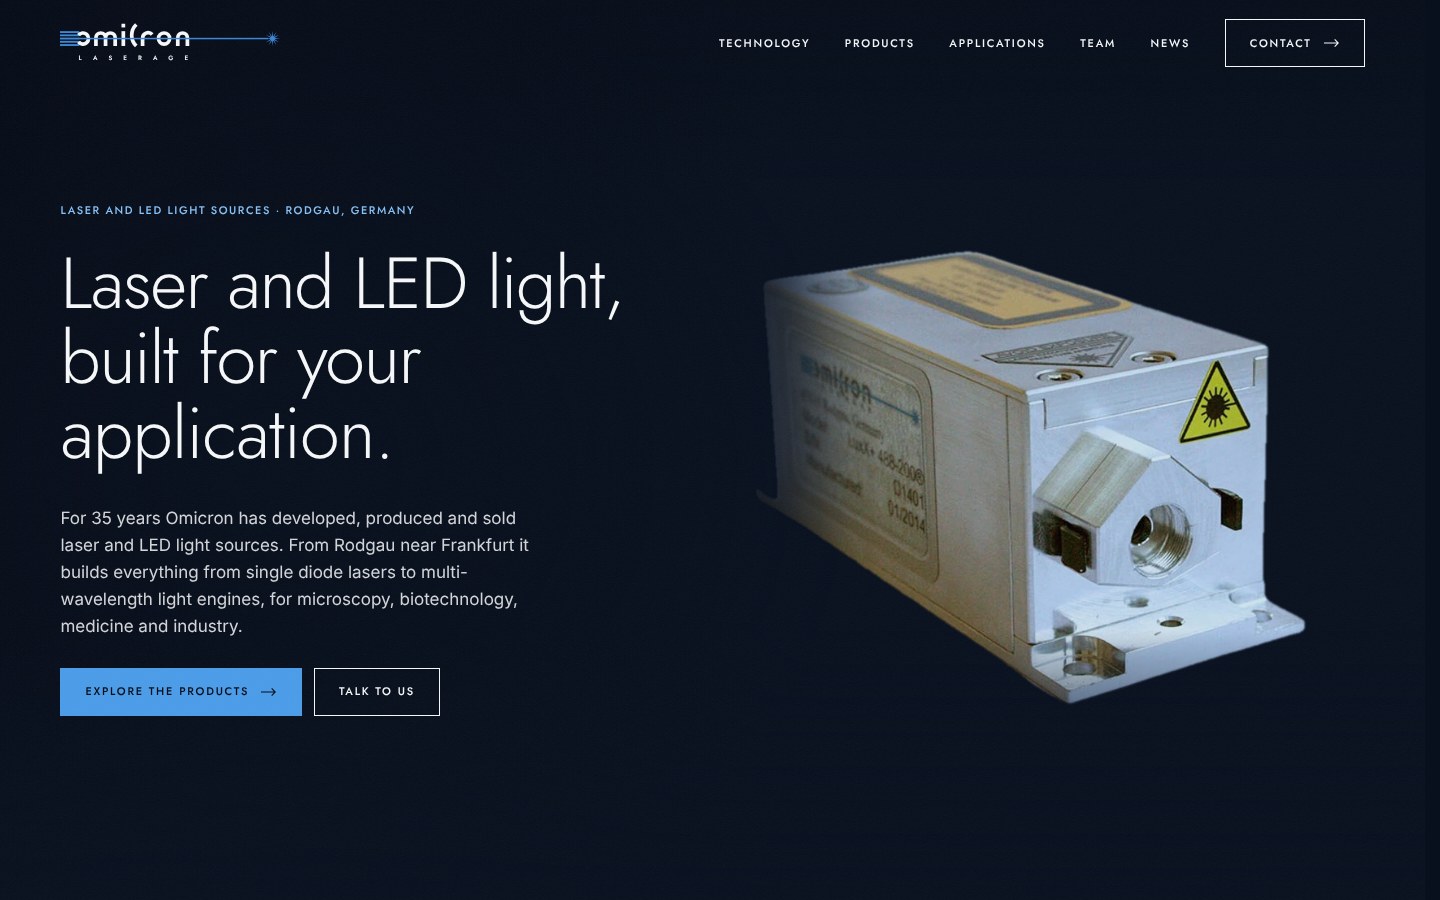 omicron
LASERAGE
TECHNOLOGY
PRODUCTS
APPLICATIONS
TEAM
NEWS
CONTACT
LASER AND LED LIGHT SOURCES · RODGAU, GERMANY
Laser and LED light,
built for your
application.
For 35 years Omicron has developed, produced and sold
laser and LED light sources. From Rodgau near Frankfurt it
builds everything from single diode lasers to multi-
wavelength light engines, for microscopy, biotechnology,
medicine and industry.
EXPLORE THE PRODUCTS
TALK TO US
omicron
01/2014